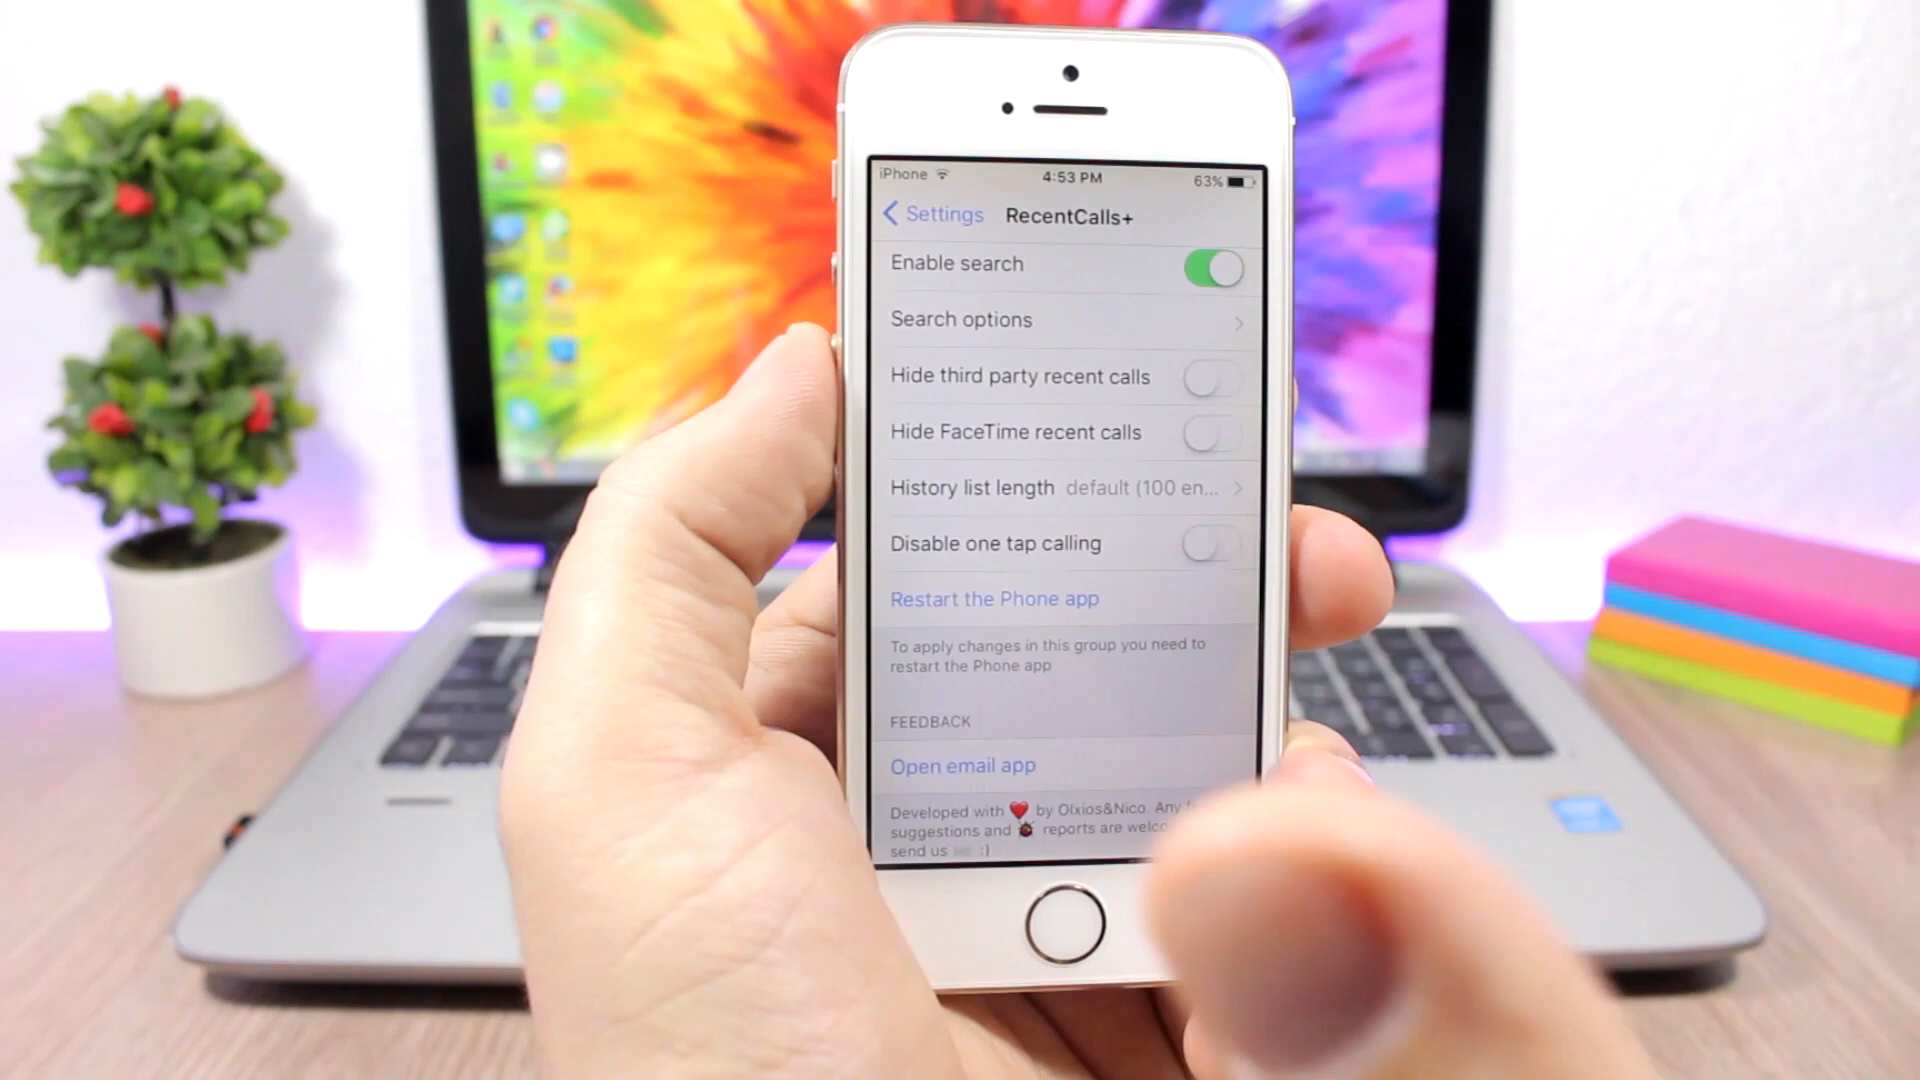 iPhone 4:53 PM 63%
Settings RecentCalls+
Enable search
Search options
Hide third party recent calls
Hide FaceTime recent calls
History list length default (100 en...
Disable one tap calling
Restart the Phone app
To apply changes in this group you need to
restart the Phone app
FEEDBACK
Open email app
Developed with ❤️ by Olxios&Nico. Any
suggestions and 🐞 reports are
send us :)